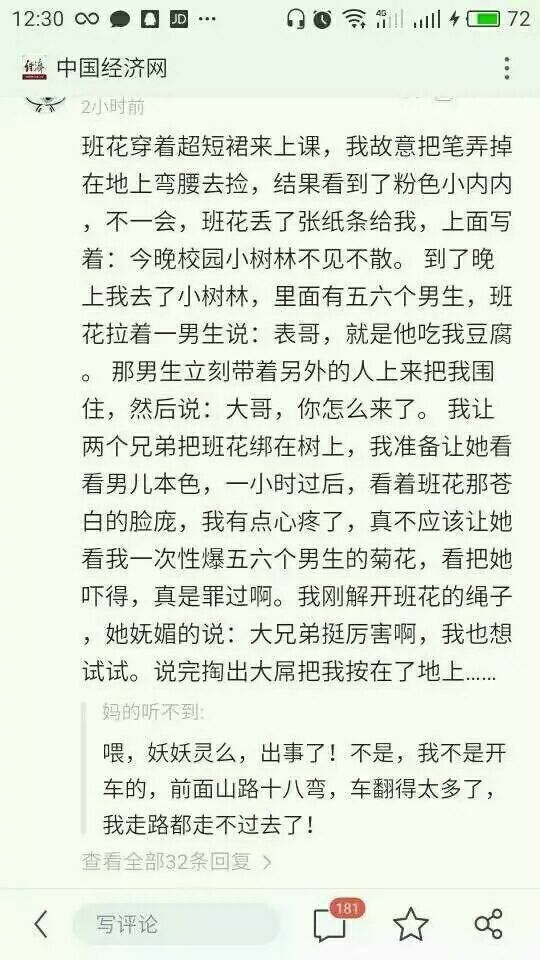 12:30 JD ... 4G 72
经济 中国经济网
2小时前
班花穿着超短裙来上课，我故意把笔弄掉
在地上弯腰去捡，结果看到了粉色小内内
，不一会，班花丢了张纸条给我，上面写
着：今晚校园小树林不见不散。 到了晚
上我去了小树林，里面有五六个男生，班
花拉着一男生说：表哥，就是他吃我豆腐
。 那男生立刻带着另外的人上来把我围
住，然后说：大哥，你怎么来了。 我让
两个兄弟把班花绑在树上，我准备让她看
看男儿本色，一小时过后，看着班花那苍
白的脸庞，我有点心疼了，真不应该让她
看我一次性爆五六个男生的菊花，看把她
吓得，真是罪过啊。我刚解开班花的绳子
，她妩媚的说：大兄弟挺厉害啊，我也想
试试。说完掏出大屌把我按在了地上……
妈的听不到:
喂，妖妖灵么，出事了！不是，我不是开
车的，前面山路十八弯，车翻得太多了，
我走路都走不过去了！
查看全部32条回复 >
写评论 181